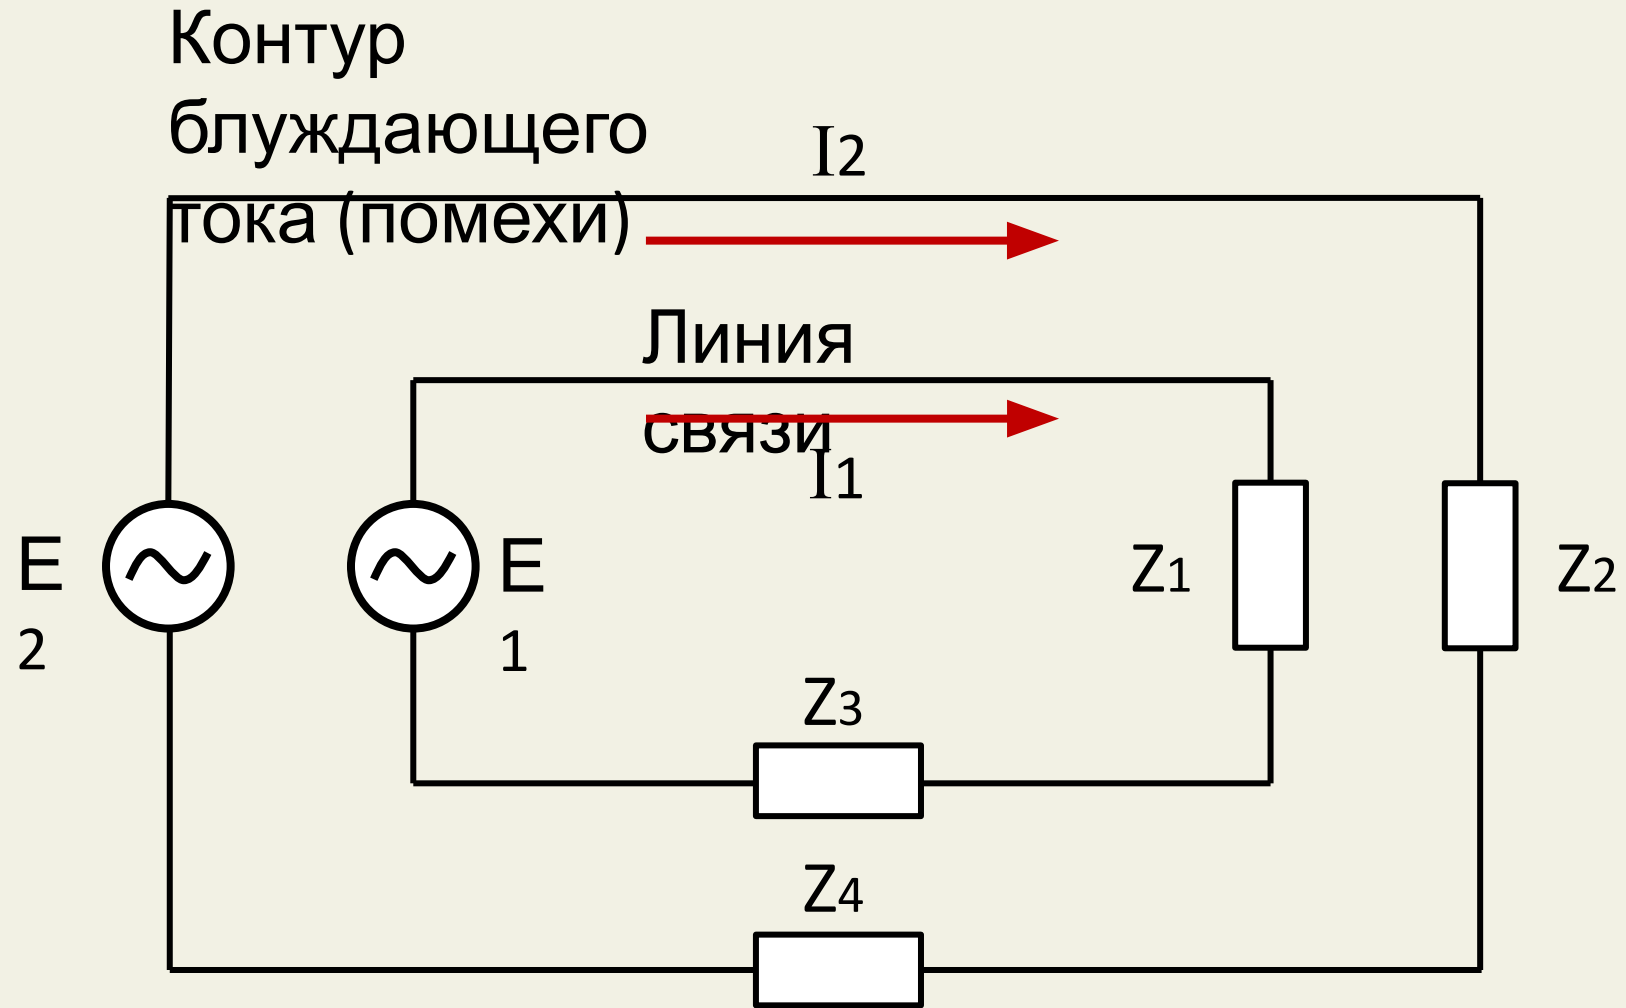 Контур
блуждающего
тока (помехи)
I2
Линия
связи
I1
E
2
E
1
Z1
Z2
Z3
Z4